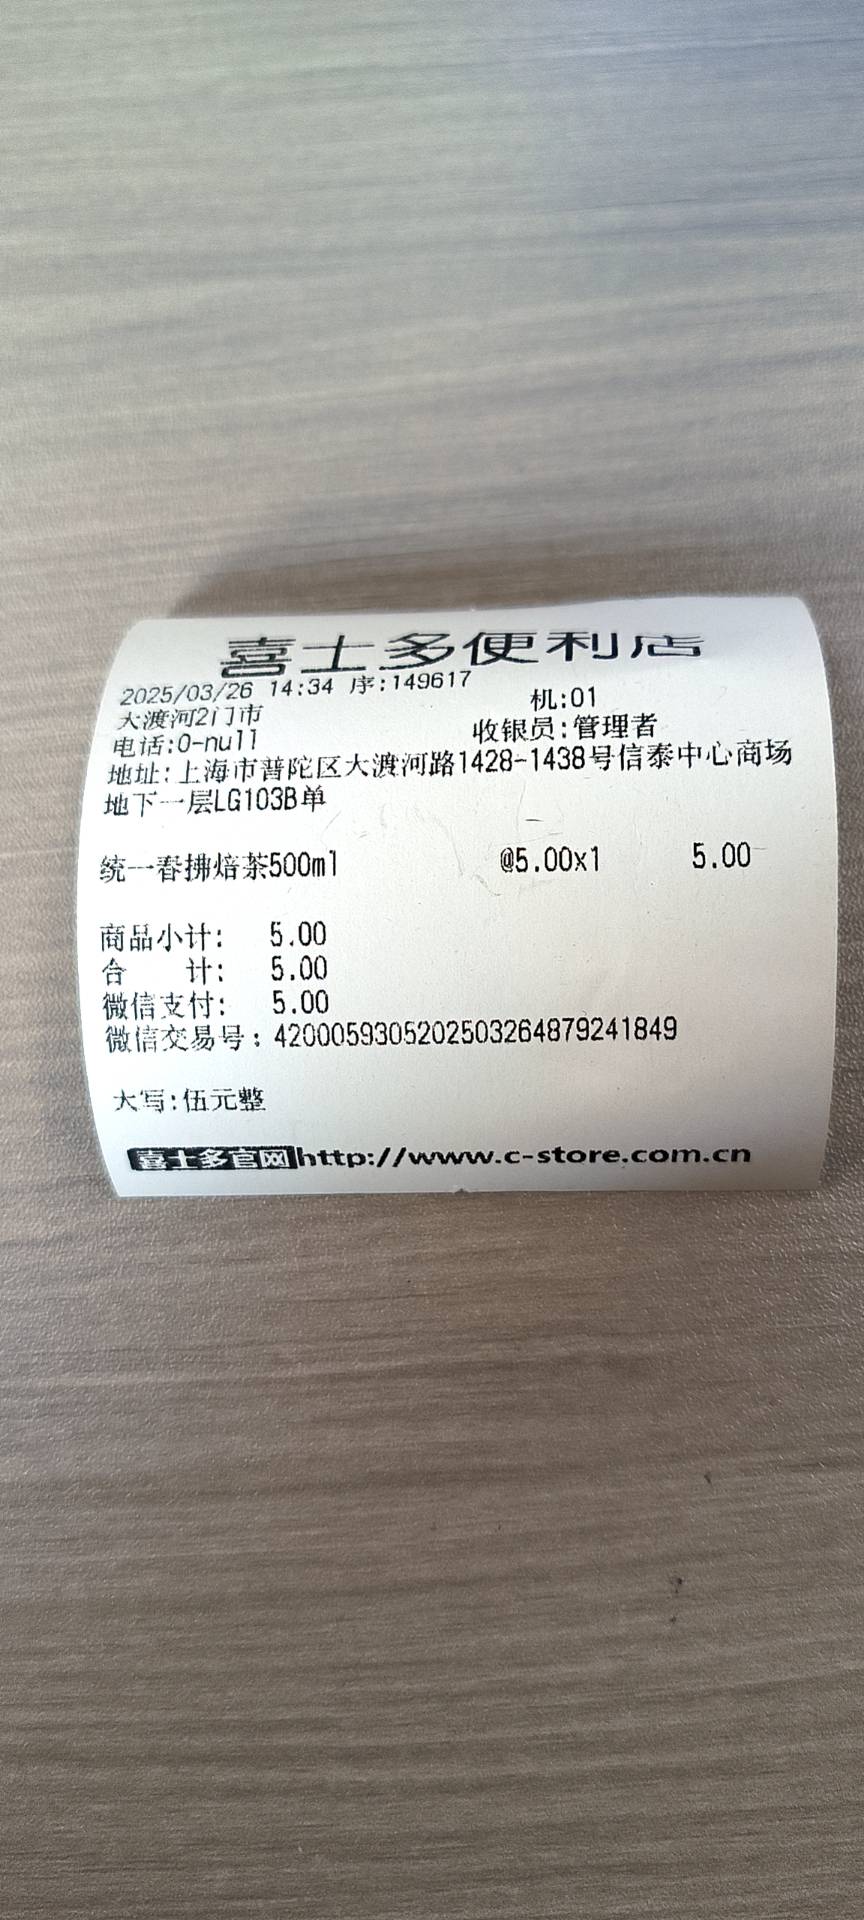 喜士多便利店
2025/03/26 14:34 序:149617
大渡河2门市 机:01
电话:0-null 收银员:管理者
地址:上海市普陀区大渡河路1428-1438号信泰中心商场
地下一层LG103B单
统一春拂焙茶500ml @5.00x1 5.00
商品小计: 5.00
合 计: 5.00
微信支付: 5.00
微信交易号: 4200059305202503264879241849
大写:伍元整
喜士多官网http://www.c-store.com.cn